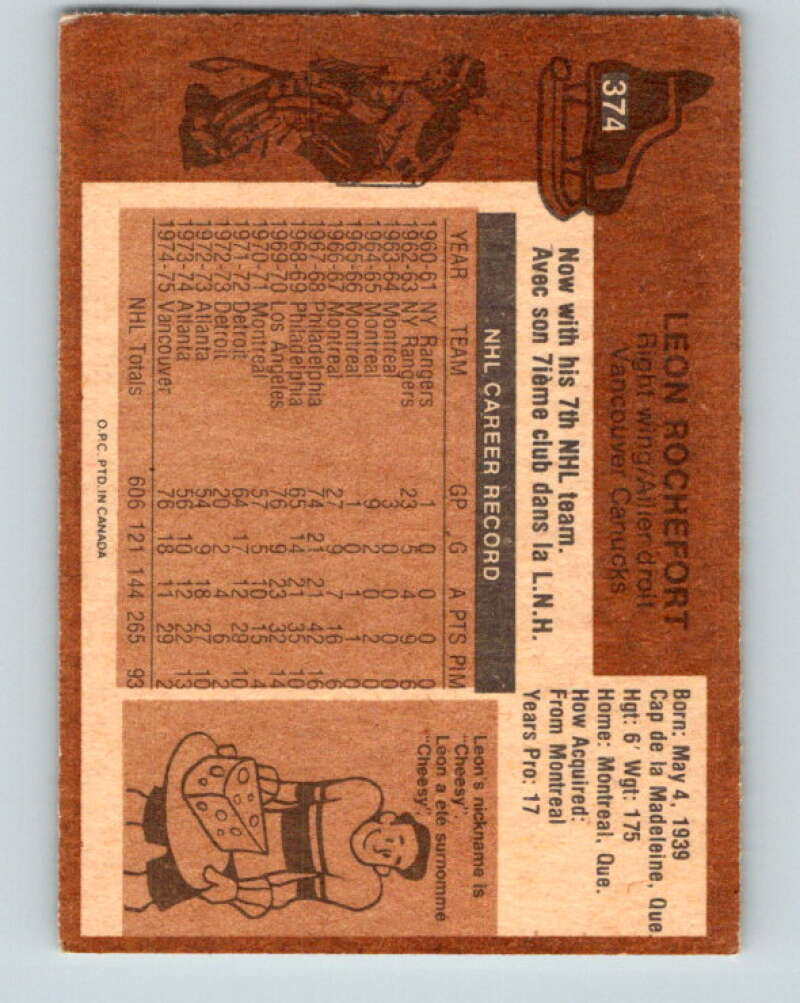 374
LEON ROCHEFORT
Right wing/Ailier droit
Vancouver Canucks
Born: May 4, 1939
Cap de la Madeleine, Que
Hgt: 6' Wgt: 175
Home: Montreal, Que.
How Acquired:
From Montreal
Years Pro: 17
Now with his 7th NHL team.
Avec son 7ième club dans la L.N.H.
NHL CAREER RECORD
YEAR TEAM GP G A PTS PIM
1960-61 NY Rangers 1 0 0 0 0
1962-63 NY Rangers 23 5 4 9 6
1963-64 Montreal 3 0 0 0 0
1964-65 Montreal 9 2 0 2 0
1965-66 Montreal 1 0 1 1 0
1966-67 Montreal 27 9 7 16 6
1967-68 Philadelphia 74 21 21 42 16
1968-69 Philadelphia 65 14 21 35 10
1969-70 Los Angeles 76 9 23 32 14
1970-71 Montreal 57 5 10 15 4
1971-72 Detroit 64 17 12 29 10
1972-73 Detroit 20 2 4 6 2
1972-73 Atlanta 54 9 18 27 10
1973-74 Atlanta 56 10 12 22 13
1974-75 Vancouver 76 18 11 29 2
NHL Totals 606 121 144 265 93
Leon's nickname is
"Cheesy".
Leon a ete surnommé
"Cheesy".
O.P.C. PTD. IN CANADA